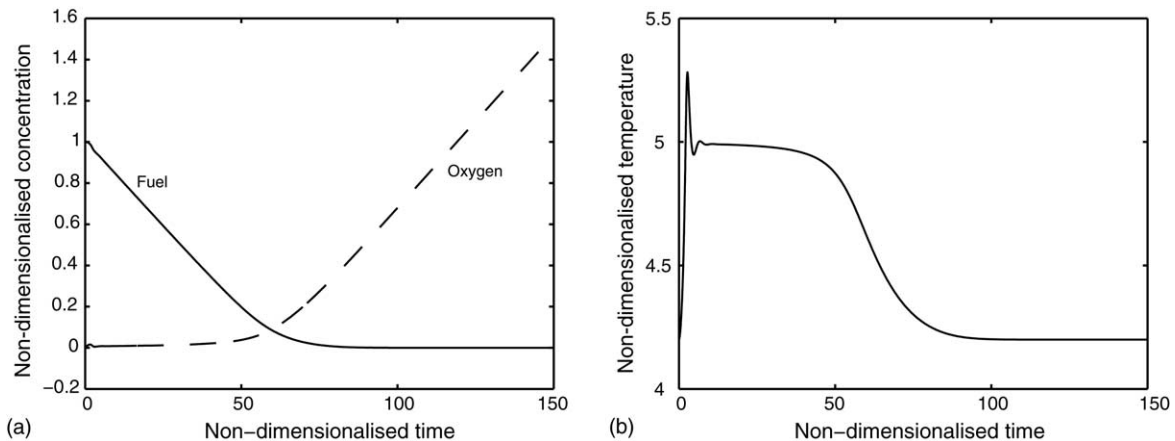 Non-dimensionalised concentration
1.6
1.4
1.2
1
0.8
0.6
0.4
0.2
0
−0.2
Fuel
Oxygen
0
50
100
150
(a)
Non−dimensionalised time
Non-dimensionalised temperature
5.5
5
4.5
4
0
50
100
150
(b)
Non−dimensionalised time